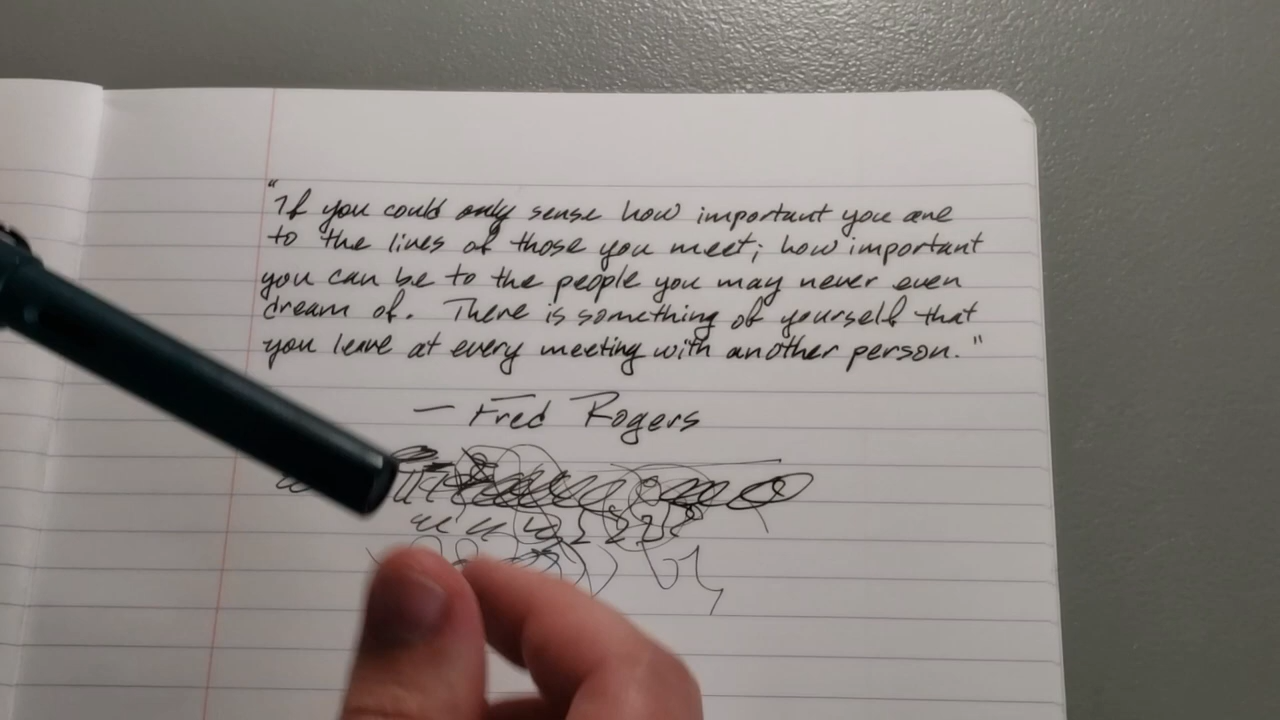 "If you could only sense how important you are
to the lives of those you meet; how important
you can be to the people you may never even
dream of. There is something of yourself that
you leave at every meeting with another person."
— Fred Rogers